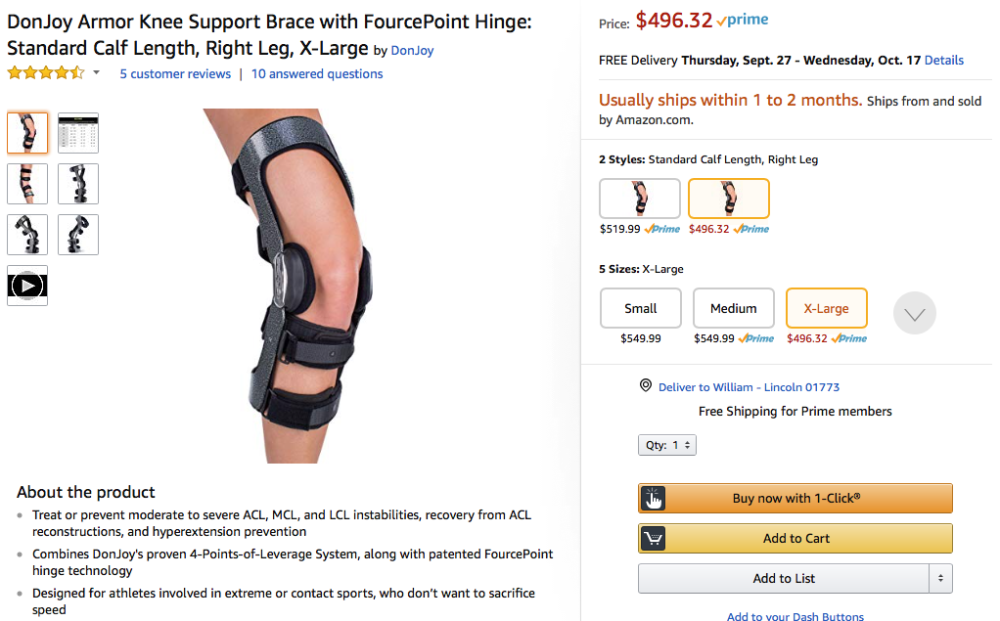 DonJoy Armor Knee Support Brace with FourcePoint Hinge:
Standard Calf Length, Right Leg, X-Large by DonJoy
5 customer reviews | 10 answered questions
About the product
Treat or prevent moderate to severe ACL, MCL, and LCL instabilities, recovery from ACL
reconstructions, and hyperextension prevention
Combines DonJoy's proven 4-Points-of-Leverage System, along with patented FourcePoint
hinge technology
Designed for athletes involved in extreme or contact sports, who don't want to sacrifice
speed
Price: $496.32 prime
FREE Delivery Thursday, Sept. 27 - Wednesday, Oct. 17 Details
Usually ships within 1 to 2 months. Ships from and sold
by Amazon.com.
2 Styles: Standard Calf Length, Right Leg
$519.99 Prime $496.32 Prime
5 Sizes: X-Large
Small Medium X-Large
$549.99 $549.99 Prime $496.32 Prime
Deliver to William - Lincoln 01773
Free Shipping for Prime members
Qty: 1
Buy now with 1-Click®
Add to Cart
Add to List
Add to your Dash Buttons